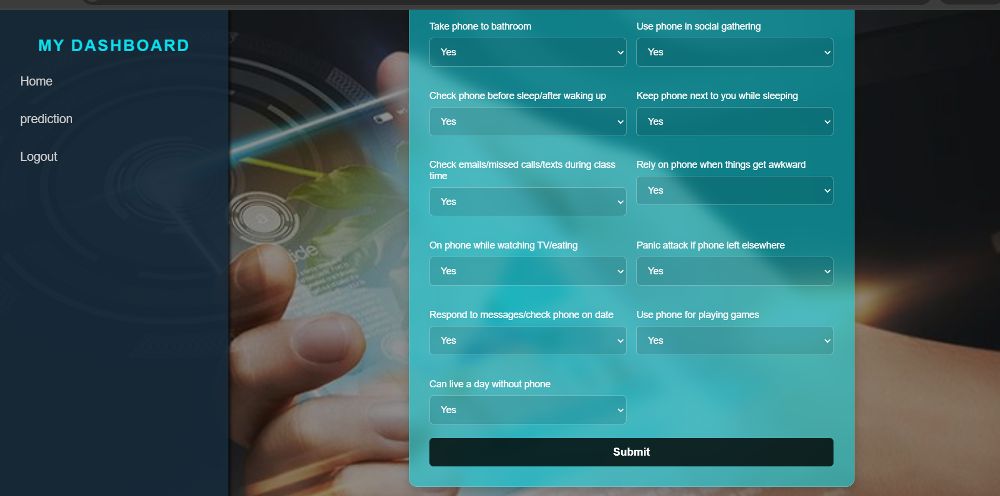 MY DASHBOARD
Home
prediction
Logout
Take phone to bathroom
Yes
Use phone in social gathering
Yes
Check phone before sleep/after waking up
Yes
Keep phone next to you while sleeping
Yes
Check emails/missed calls/texts during class
time
Yes
Rely on phone when things get awkward
Yes
On phone while watching TV/eating
Yes
Panic attack if phone left elsewhere
Yes
Respond to messages/check phone on date
Yes
Use phone for playing games
Yes
Can live a day without phone
Yes
Submit